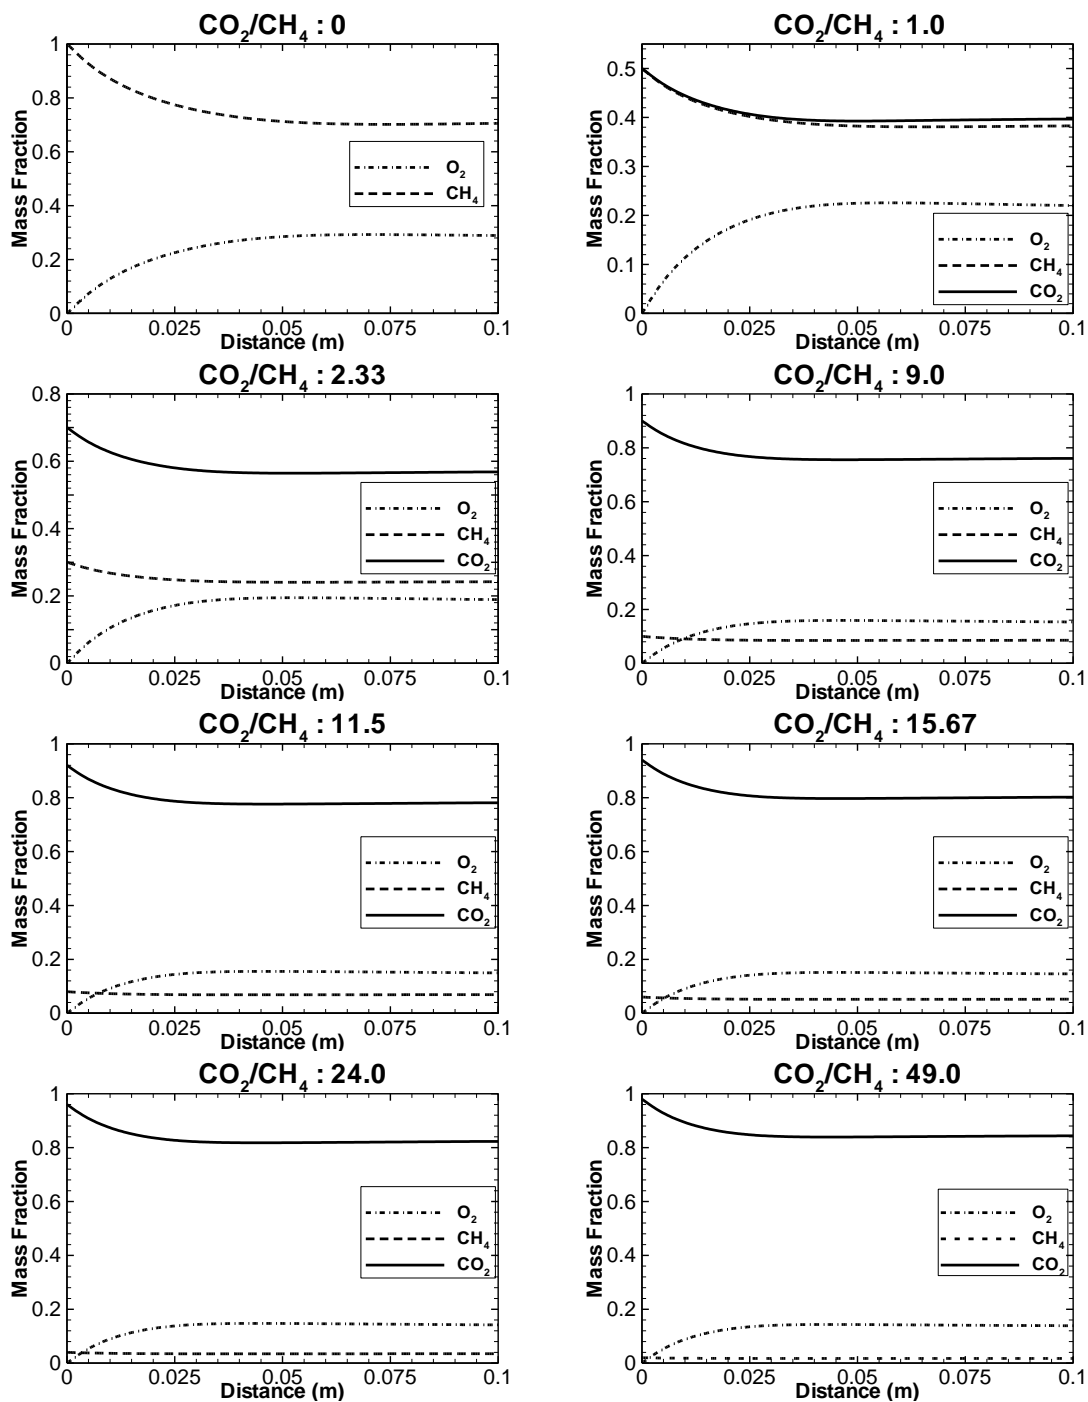 CO₂/CH₄ : 0
Mass Fraction
1
0.8
0.6
0.4
0.2
0
O₂
CH₄
0 0.025 0.05 0.075 0.1
Distance (m)
CO₂/CH₄ : 1.0
Mass Fraction
0.5
0.4
0.3
0.2
0.1
0
O₂
CH₄
CO₂
0 0.025 0.05 0.075 0.1
Distance (m)
CO₂/CH₄ : 2.33
Mass Fraction
0.8
0.6
0.4
0.2
0
O₂
CH₄
CO₂
0 0.025 0.05 0.075 0.1
Distance (m)
CO₂/CH₄ : 9.0
Mass Fraction
1
0.8
0.6
0.4
0.2
0
O₂
CH₄
CO₂
0 0.025 0.05 0.075 0.1
Distance (m)
CO₂/CH₄ : 11.5
Mass Fraction
1
0.8
0.6
0.4
0.2
0
O₂
CH₄
CO₂
0 0.025 0.05 0.075 0.1
Distance (m)
CO₂/CH₄ : 15.67
Mass Fraction
1
0.8
0.6
0.4
0.2
0
O₂
CH₄
CO₂
0 0.025 0.05 0.075 0.1
Distance (m)
CO₂/CH₄ : 24.0
Mass Fraction
1
0.8
0.6
0.4
0.2
0
O₂
CH₄
CO₂
0 0.025 0.05 0.075 0.1
Distance (m)
CO₂/CH₄ : 49.0
Mass Fraction
1
0.8
0.6
0.4
0.2
0
O₂
CH₄
CO₂
0 0.025 0.05 0.075 0.1
Distance (m)